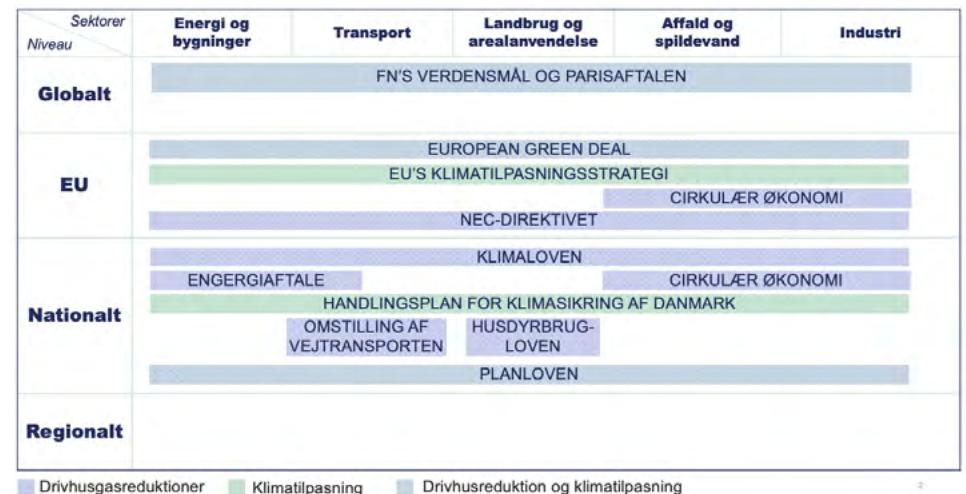 Sektorer
Niveau
Energi og
bygninger
Transport
Landbrug og
arealanvendelse
Affald og
spildevand
Industri
Globalt
FN'S VERDENSMÅL OG PARISAFTALEN
EU
EUROPEAN GREEN DEAL
EU'S KLIMATILPASNINGSSTRATEGI
CIRKULÆR ØKONOMI
NEC-DIREKTIVET
Nationalt
KLIMALOVEN
ENGERGIAFTALE
CIRKULÆR ØKONOMI
HANDLINGSPLAN FOR KLIMASIKRING AF DANMARK
OMSTILLING AF
VEJTRANSPORTEN
HUSDYRBRUG-
LOVEN
PLANLOVEN
Regionalt
Drivhusgasreduktioner
Klimatilpasning
Drivhusreduktion og klimatilpasning
2